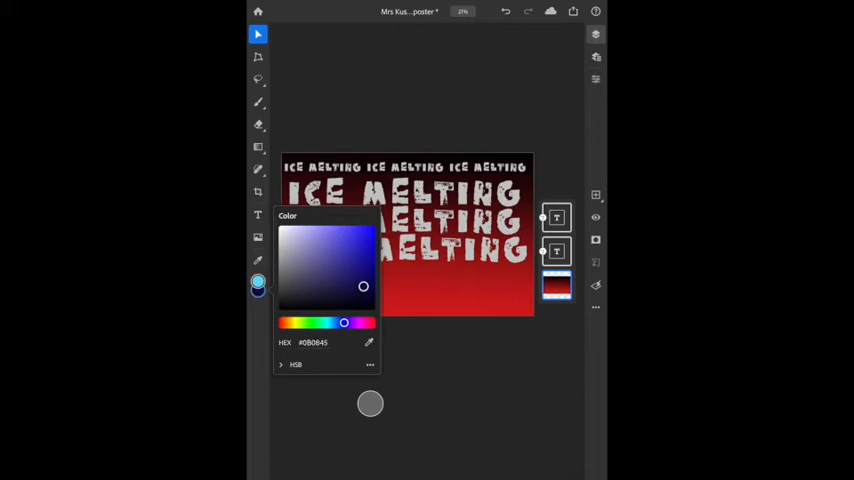 Mrs Kus...poster *
21%
ICE MELTING ICE MELTING ICE MELTING
ICE MELTING
MELTING
MELTING
Color
HEX #0B0845
HSB
T
T
T